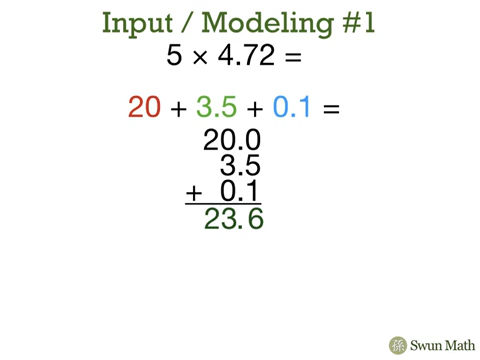 Input / Modeling #1
5 × 4.72 =
20 + 3.5 + 0.1 =
20.0
3.5
+ 0.1
23.6
孫 Swun Math